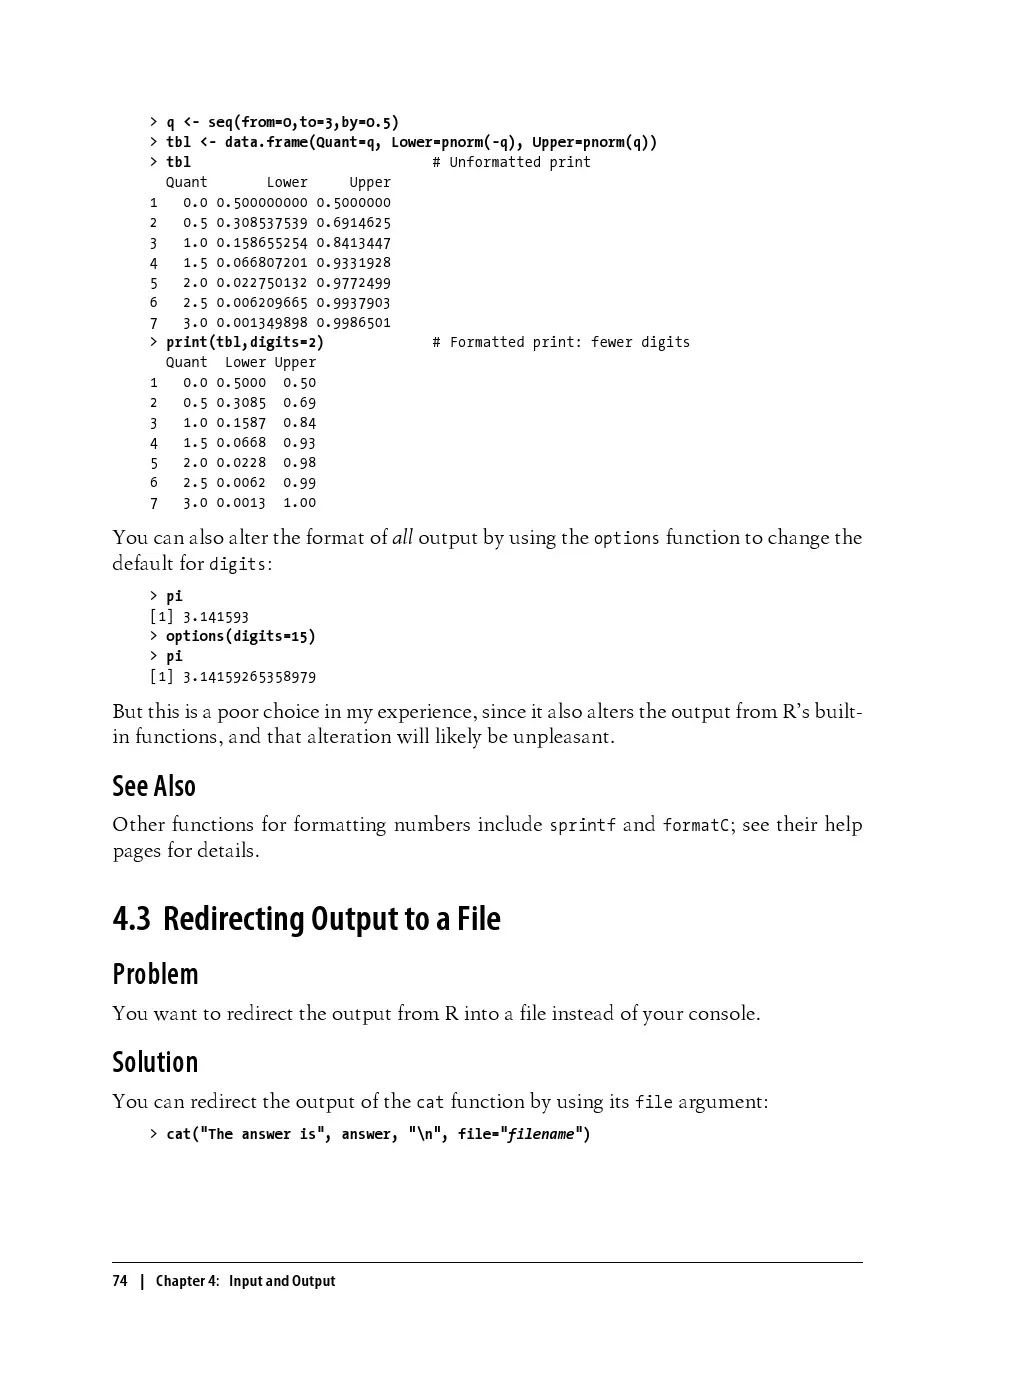 > q <- seq(from=0,to=3,by=0.5)
> tbl <- data.frame(Quant=q, Lower=pnorm(-q), Upper=pnorm(q))
> tbl                             # Unformatted print
  Quant       Lower     Upper
1   0.0 0.500000000 0.5000000
2   0.5 0.308537539 0.6914625
3   1.0 0.158655254 0.8413447
4   1.5 0.066807201 0.9331928
5   2.0 0.022750132 0.9772499
6   2.5 0.006209665 0.9937903
7   3.0 0.001349898 0.9986501
> print(tbl,digits=2)             # Formatted print: fewer digits
  Quant  Lower Upper
1   0.0 0.5000  0.50
2   0.5 0.3085  0.69
3   1.0 0.1587  0.84
4   1.5 0.0668  0.93
5   2.0 0.0228  0.98
6   2.5 0.0062  0.99
7   3.0 0.0013  1.00
You can also alter the format of all output by using the options function to change the
default for digits:
> pi
[1] 3.141593
> options(digits=15)
> pi
[1] 3.14159265358979
But this is a poor choice in my experience, since it also alters the output from R’s built-
in functions, and that alteration will likely be unpleasant.
See Also
Other functions for formatting numbers include sprintf and formatC; see their help
pages for details.
4.3 Redirecting Output to a File
Problem
You want to redirect the output from R into a file instead of your console.
Solution
You can redirect the output of the cat function by using its file argument:
> cat("The answer is", answer, "\n", file="filename")
74 | Chapter 4: Input and Output